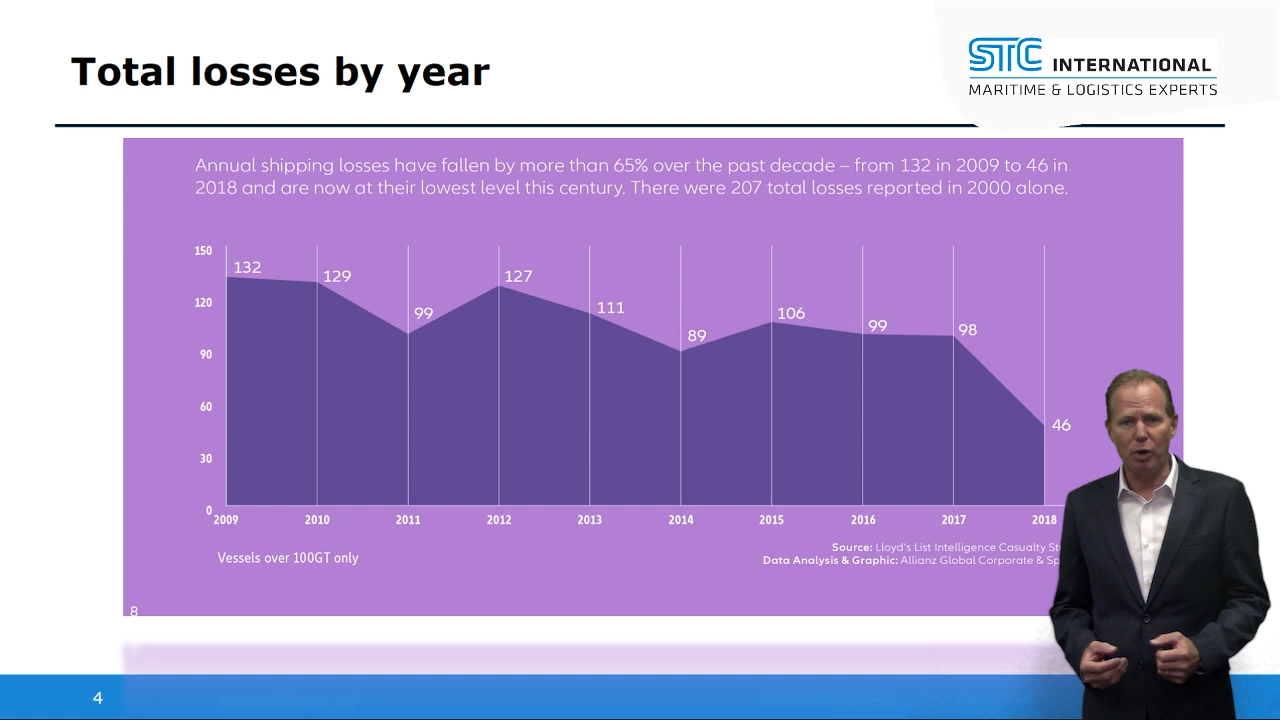 Total losses by year
STC INTERNATIONAL
MARITIME & LOGISTICS EXPERTS
Annual shipping losses have fallen by more than 65% over the past decade – from 132 in 2009 to 46 in
2018 and are now at their lowest level this century. There were 207 total losses reported in 2000 alone.
150
120
90
60
30
0
132
129
99
127
111
89
106
99
98
46
2009 2010 2011 2012 2013 2014 2015 2016 2017 2018
Vessels over 100GT only
Source: Lloyd's List Intelligence Casualty
Data Analysis & Graphic: Allianz Global Corporate &
8
4